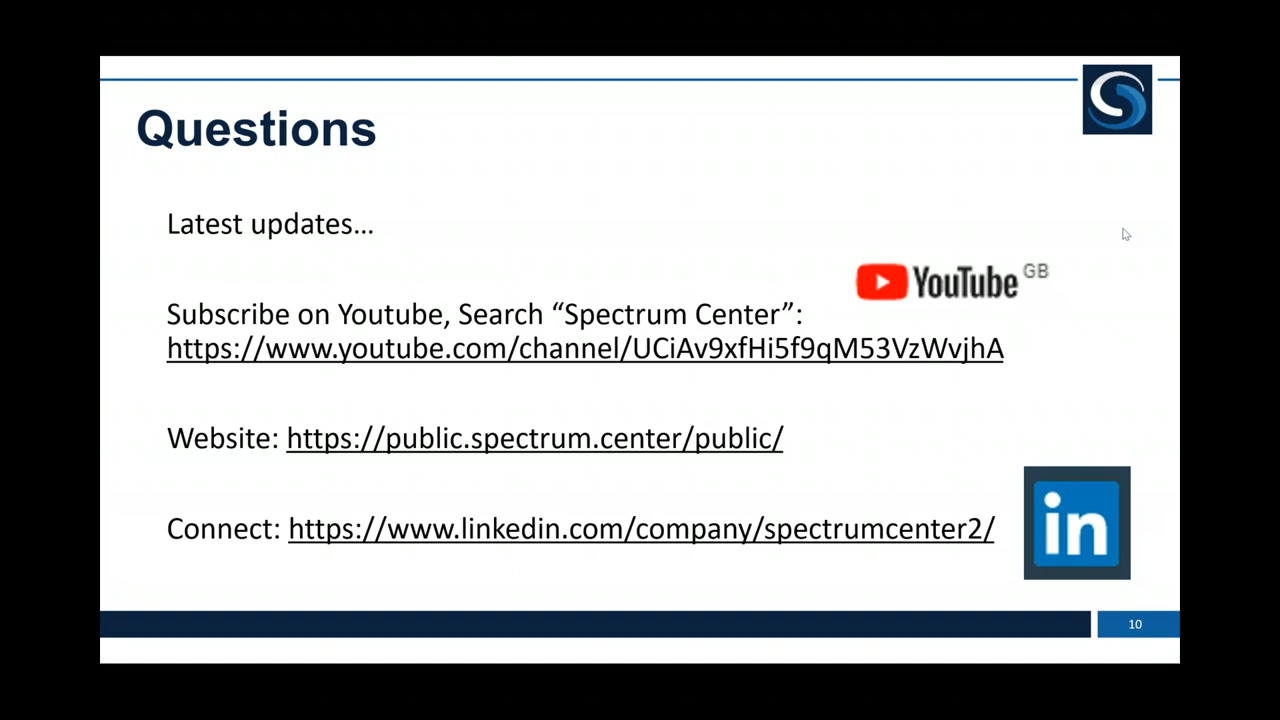 Questions
Latest updates…
YouTube GB
Subscribe on Youtube, Search “Spectrum Center”:
https://www.youtube.com/channel/UCiAv9xfHi5f9qM53VzWvjhA
Website: https://public.spectrum.center/public/
Connect: https://www.linkedin.com/company/spectrumcenter2/
in
10